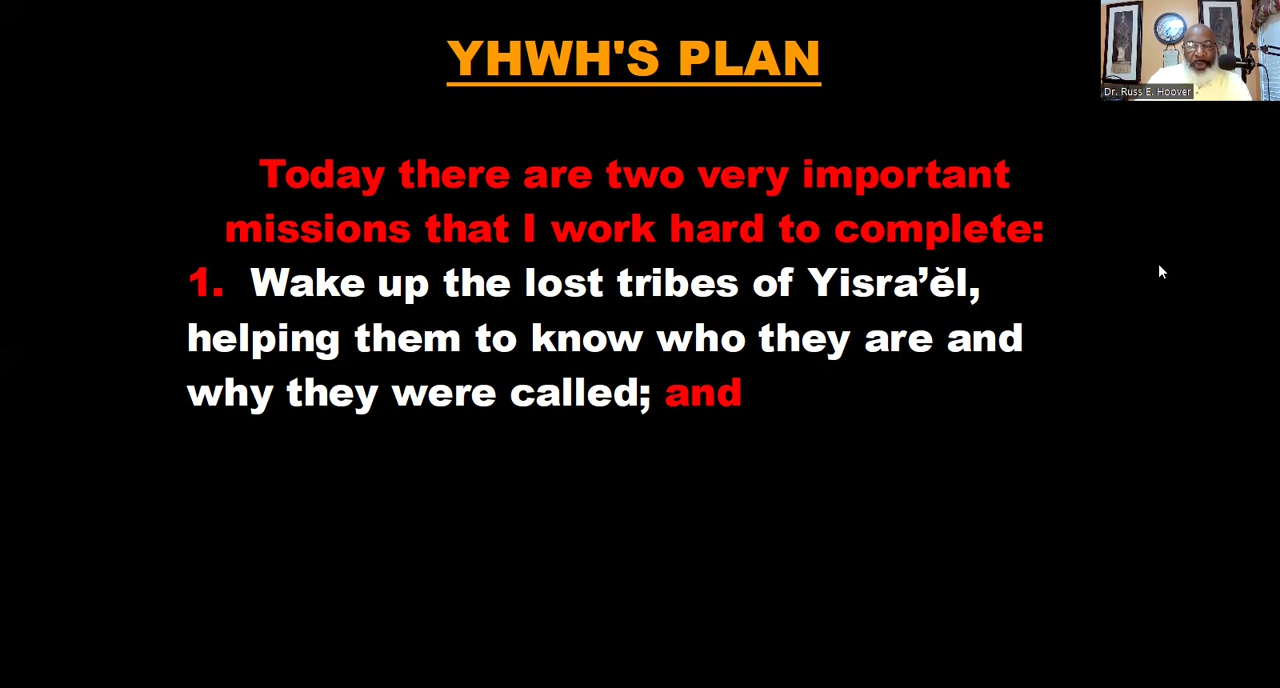 YHWH'S PLAN
Dr. Russ E. Hoover
Today there are two very important
missions that I work hard to complete:
1. Wake up the lost tribes of Yisra’ĕl,
helping them to know who they are and
why they were called; and